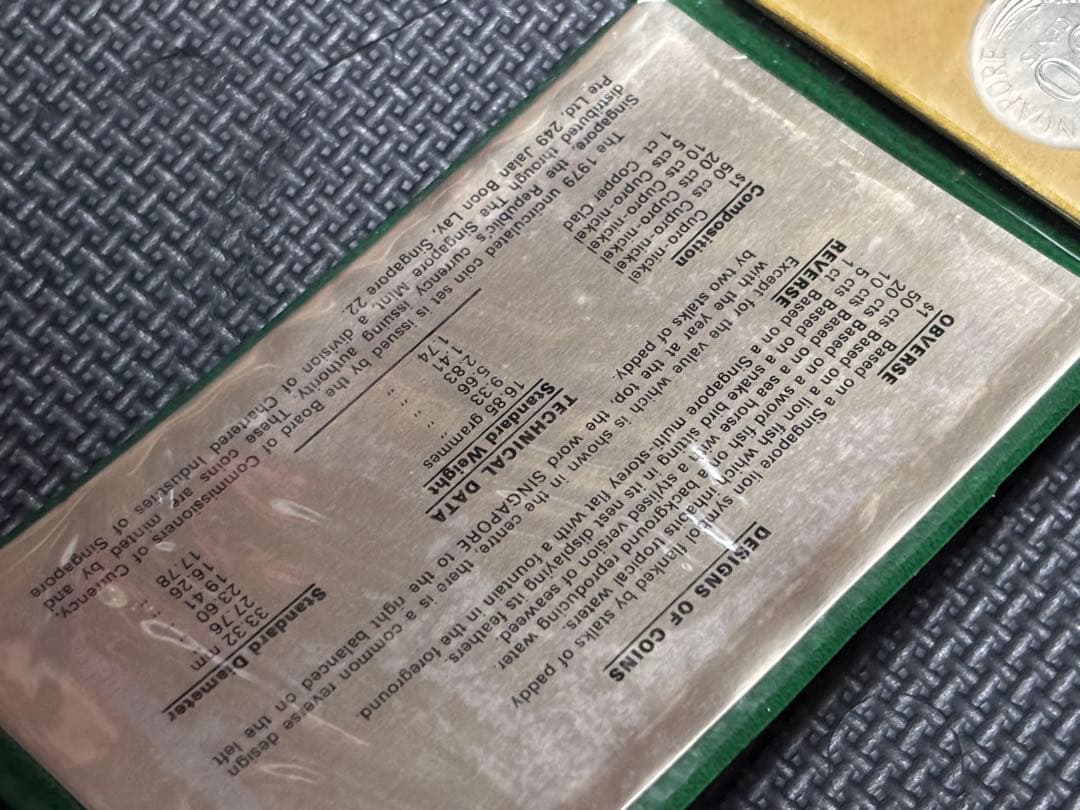 DESIGNS OF COINS
OBVERSE
$1 Based on a Singapore lion symbol flanked by stalks of paddy
50 cts Based on a lion fish which inhabits tropical waters.
20 cts Based on a sword fish on a background reproducing water.
10 cts Based on a sea horse with a stylised version of seaweed.
5 cts Based on a snake bird sitting in its nest displaying its feathers.
1 cts Based on a Singapore multi-storey flat with a fountain in the foreground.
REVERSE
Except for the value which is shown in the centre, there is a common reverse design
with the year at the top, the word SINGAPORE to the right balanced on the left
by two stalks of paddy.
TECHNICAL DATA
Composition Standard Weight Standard Diameter
$1 Cupro-nickel 16.85 grammes 33.32 mm
50 cts Cupro-nickel 9.33 " 27.76 "
20 cts Cupro-nickel 5.66 " 23.60 "
10 cts Cupro-nickel 2.83 " 19.41 "
5 cts Copper Clad 1.41 " 16.26 "
1 ct 1.74 " 17.78 "
The 1979 uncirculated coin set is issued by the Board of Commissioners of Currency,
Singapore, the Republic's currency issuing authority. These coins are minted by and
distributed through The Singapore Mint, a division of Chartered Industries of Singapore
Pte Ltd, 249 Jalan Boon Lay, Singapore 22.